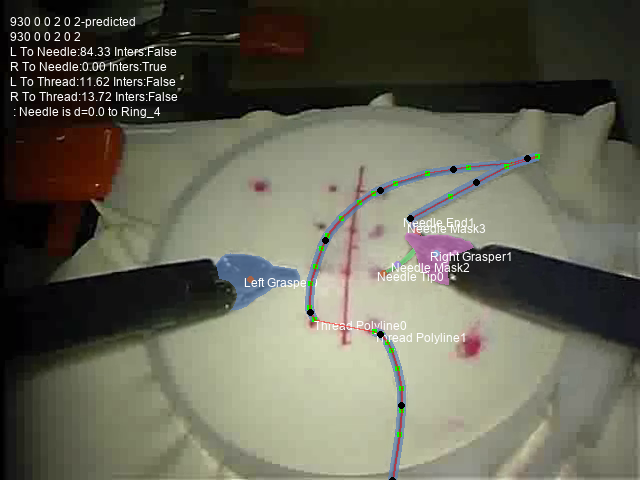 930 0 0 2 0 2-predicted
930 0 0 2 0 2
L To Needle:84.33 Inters:False
R To Needle:0.00 Inters:True
L To Thread:11.62 Inters:False
R To Thread:13.72 Inters:False
: Needle is d=0.0 to Ring_4
Needle End1
Needle Mask3
Right Grasper1
Needle Mask2
Needle Tip0
Left Grasper
Thread Polyline0
Thread Polyline1